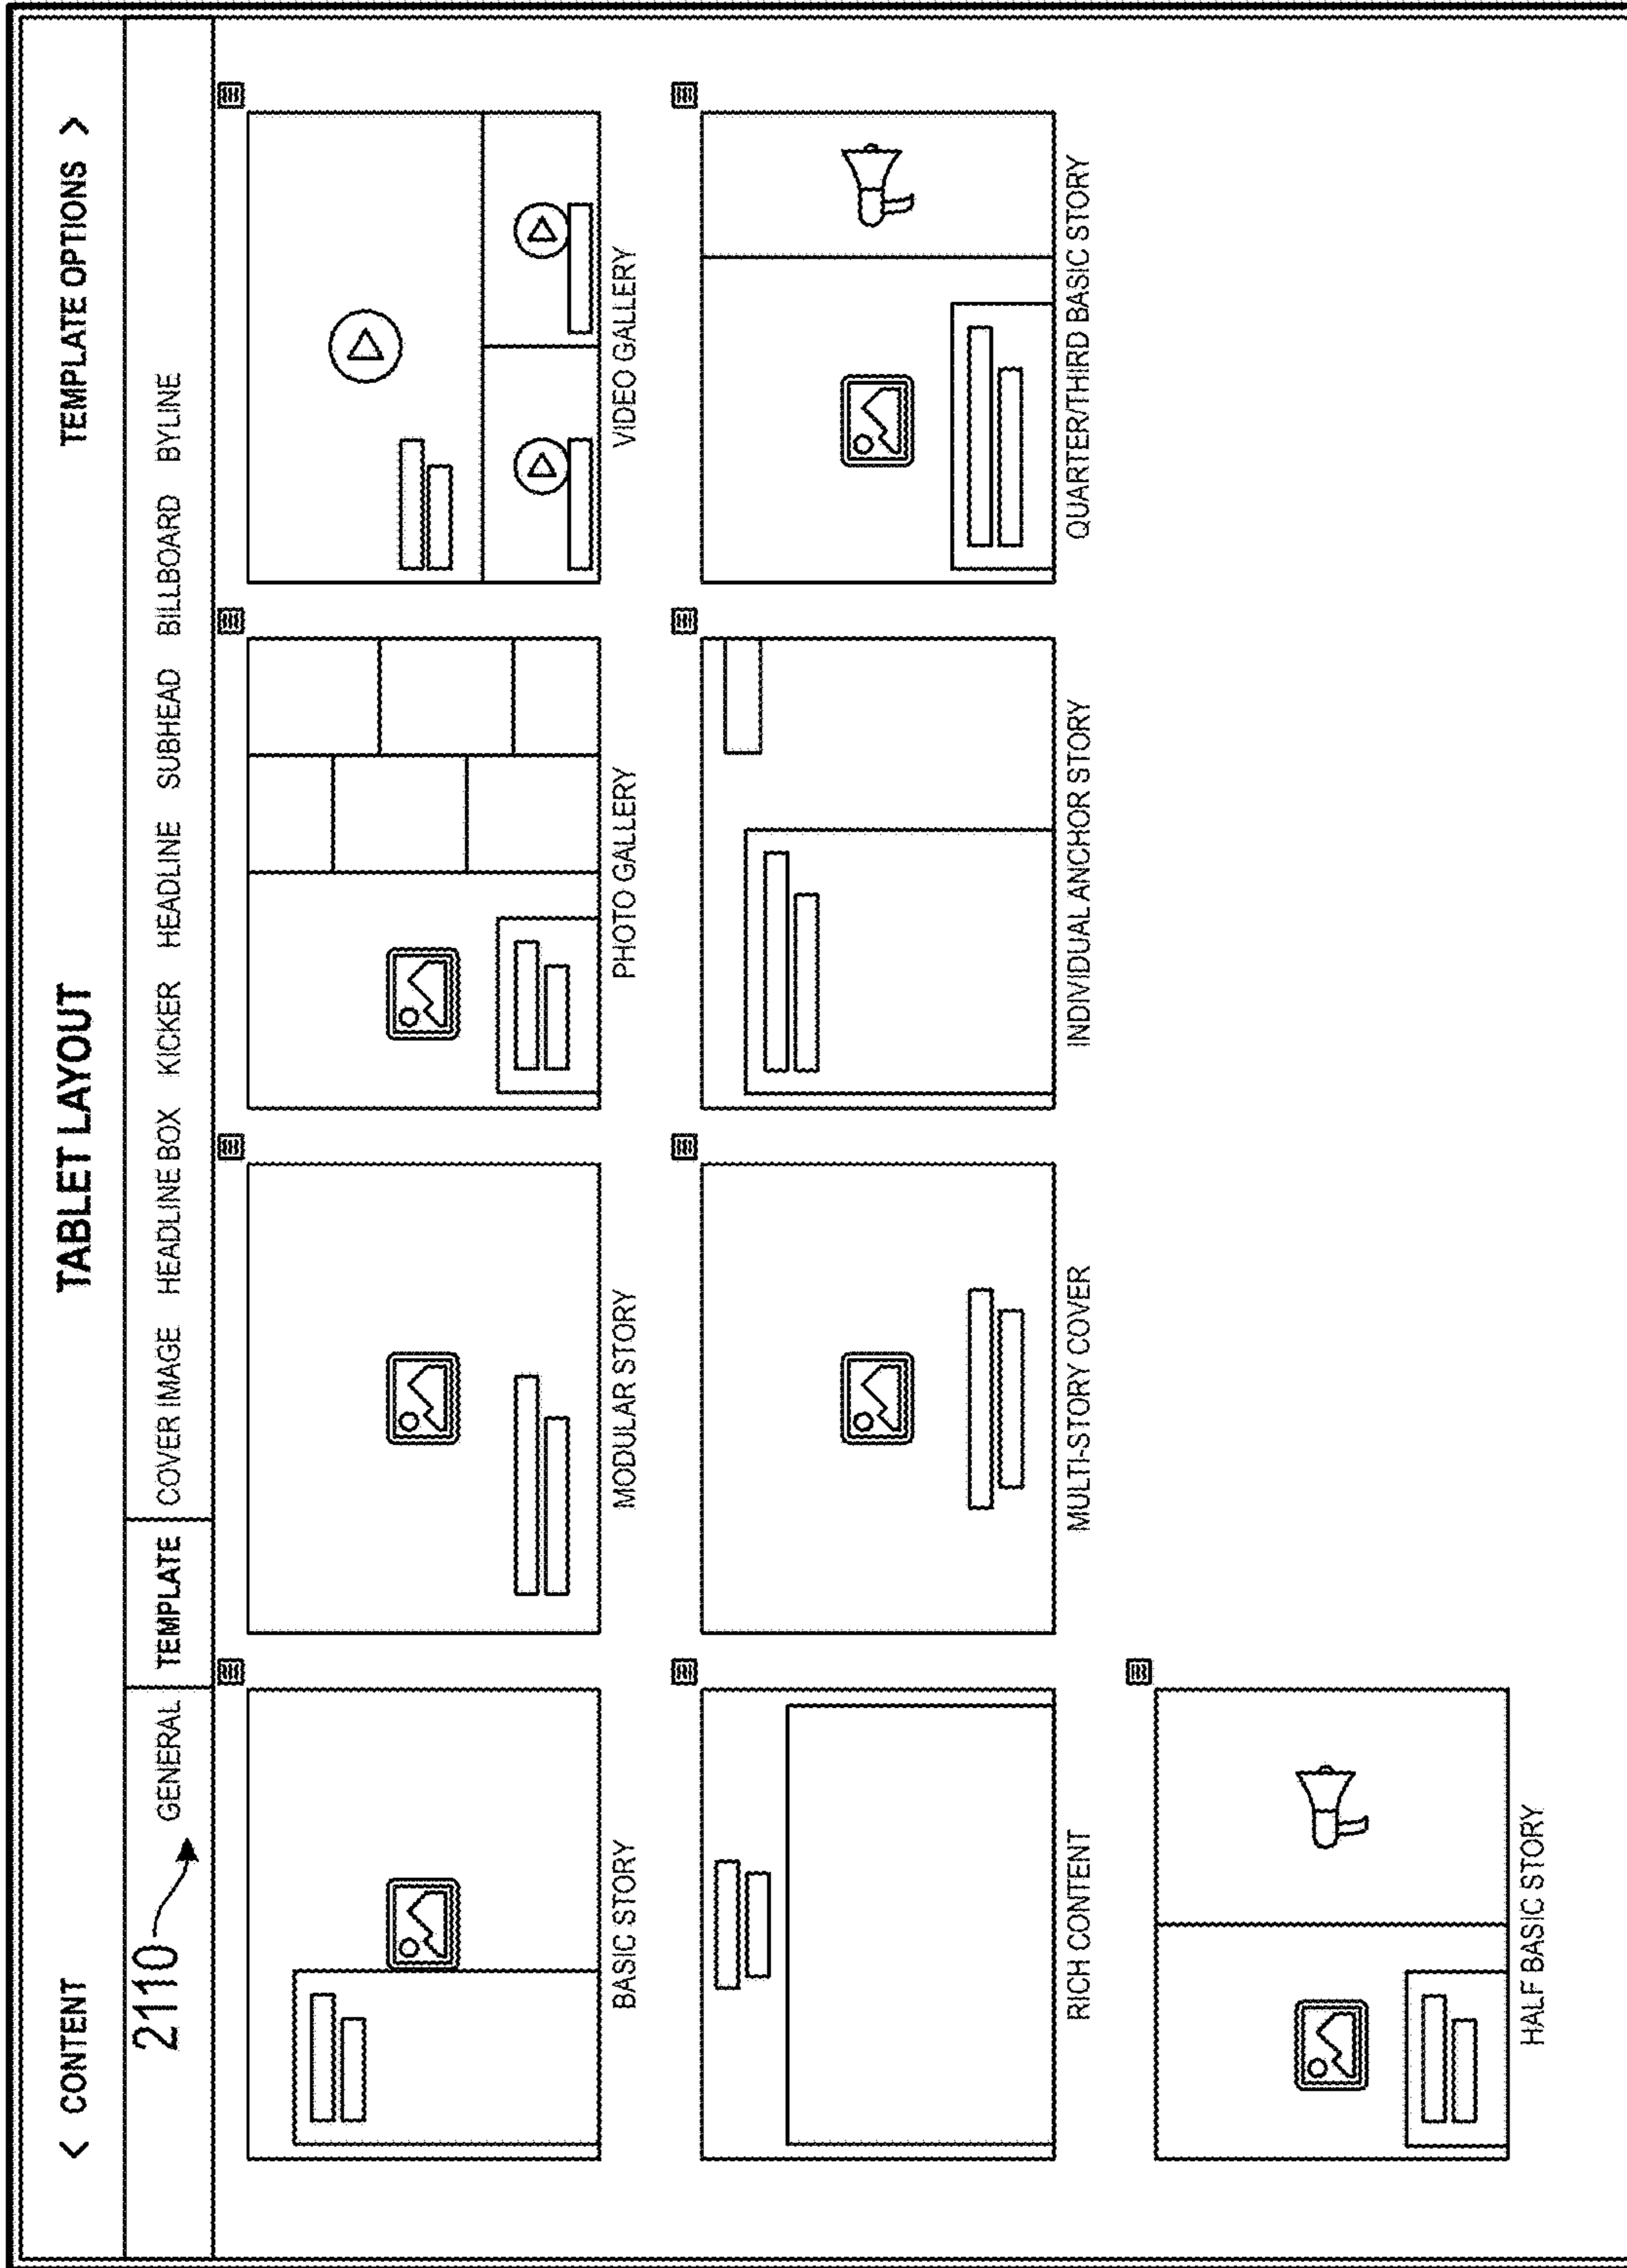 < CONTENT TABLET LAYOUT TEMPLATE OPTIONS >
2110 GENERAL TEMPLATE COVER IMAGE HEADLINE BOX KICKER HEADLINE SUBHEAD BILLBOARD BYLINE
BASIC STORY MODULAR STORY PHOTO GALLERY VIDEO GALLERY
RICH CONTENT MULTI-STORY COVER INDIVIDUAL ANCHOR STORY QUARTER/THIRD BASIC STORY
HALF BASIC STORY